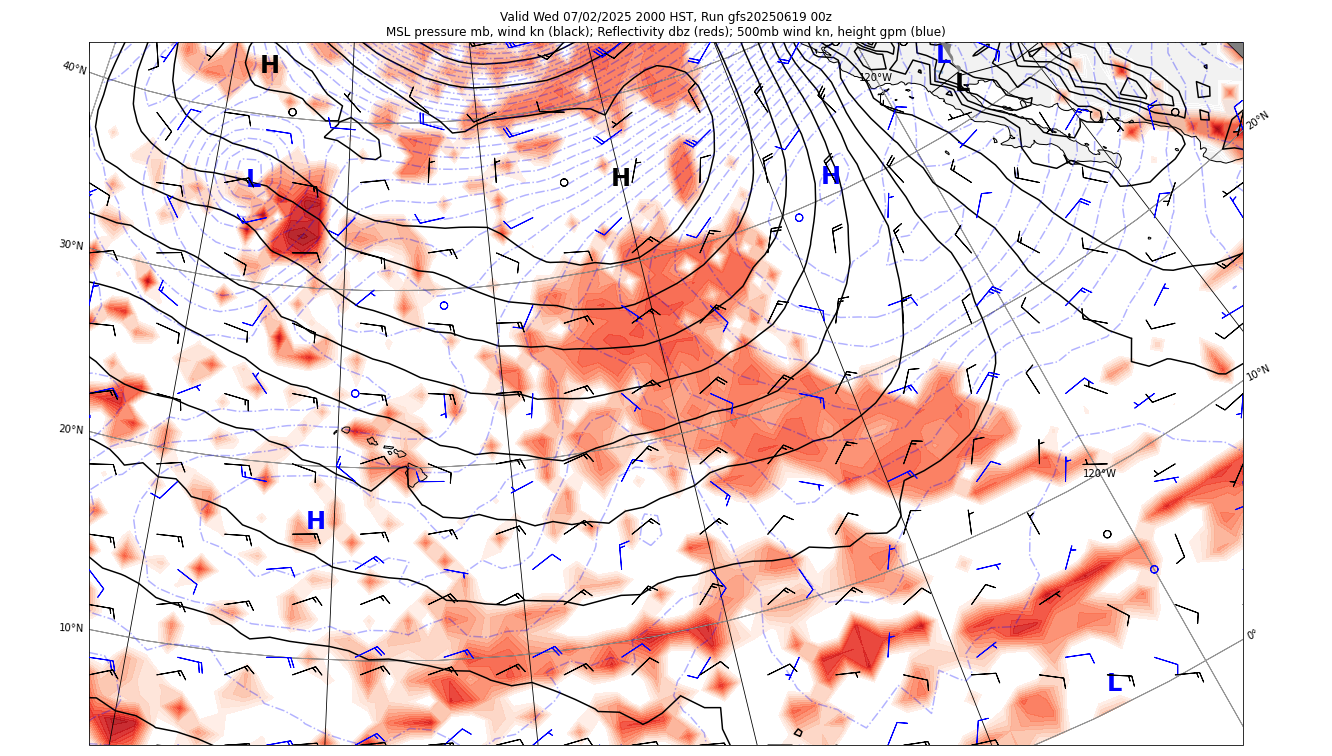 Valid Wed 07/02/2025 2000 HST, Run gfs20250619 00z
MSL pressure mb, wind kn (black); Reflectivity dbz (reds); 500mb wind kn, height gpm (blue)
L
H
40°N
120°W
L
20°N
L
H
H
30°N
10°N
20°N
120°W
H
10°N
0°
L